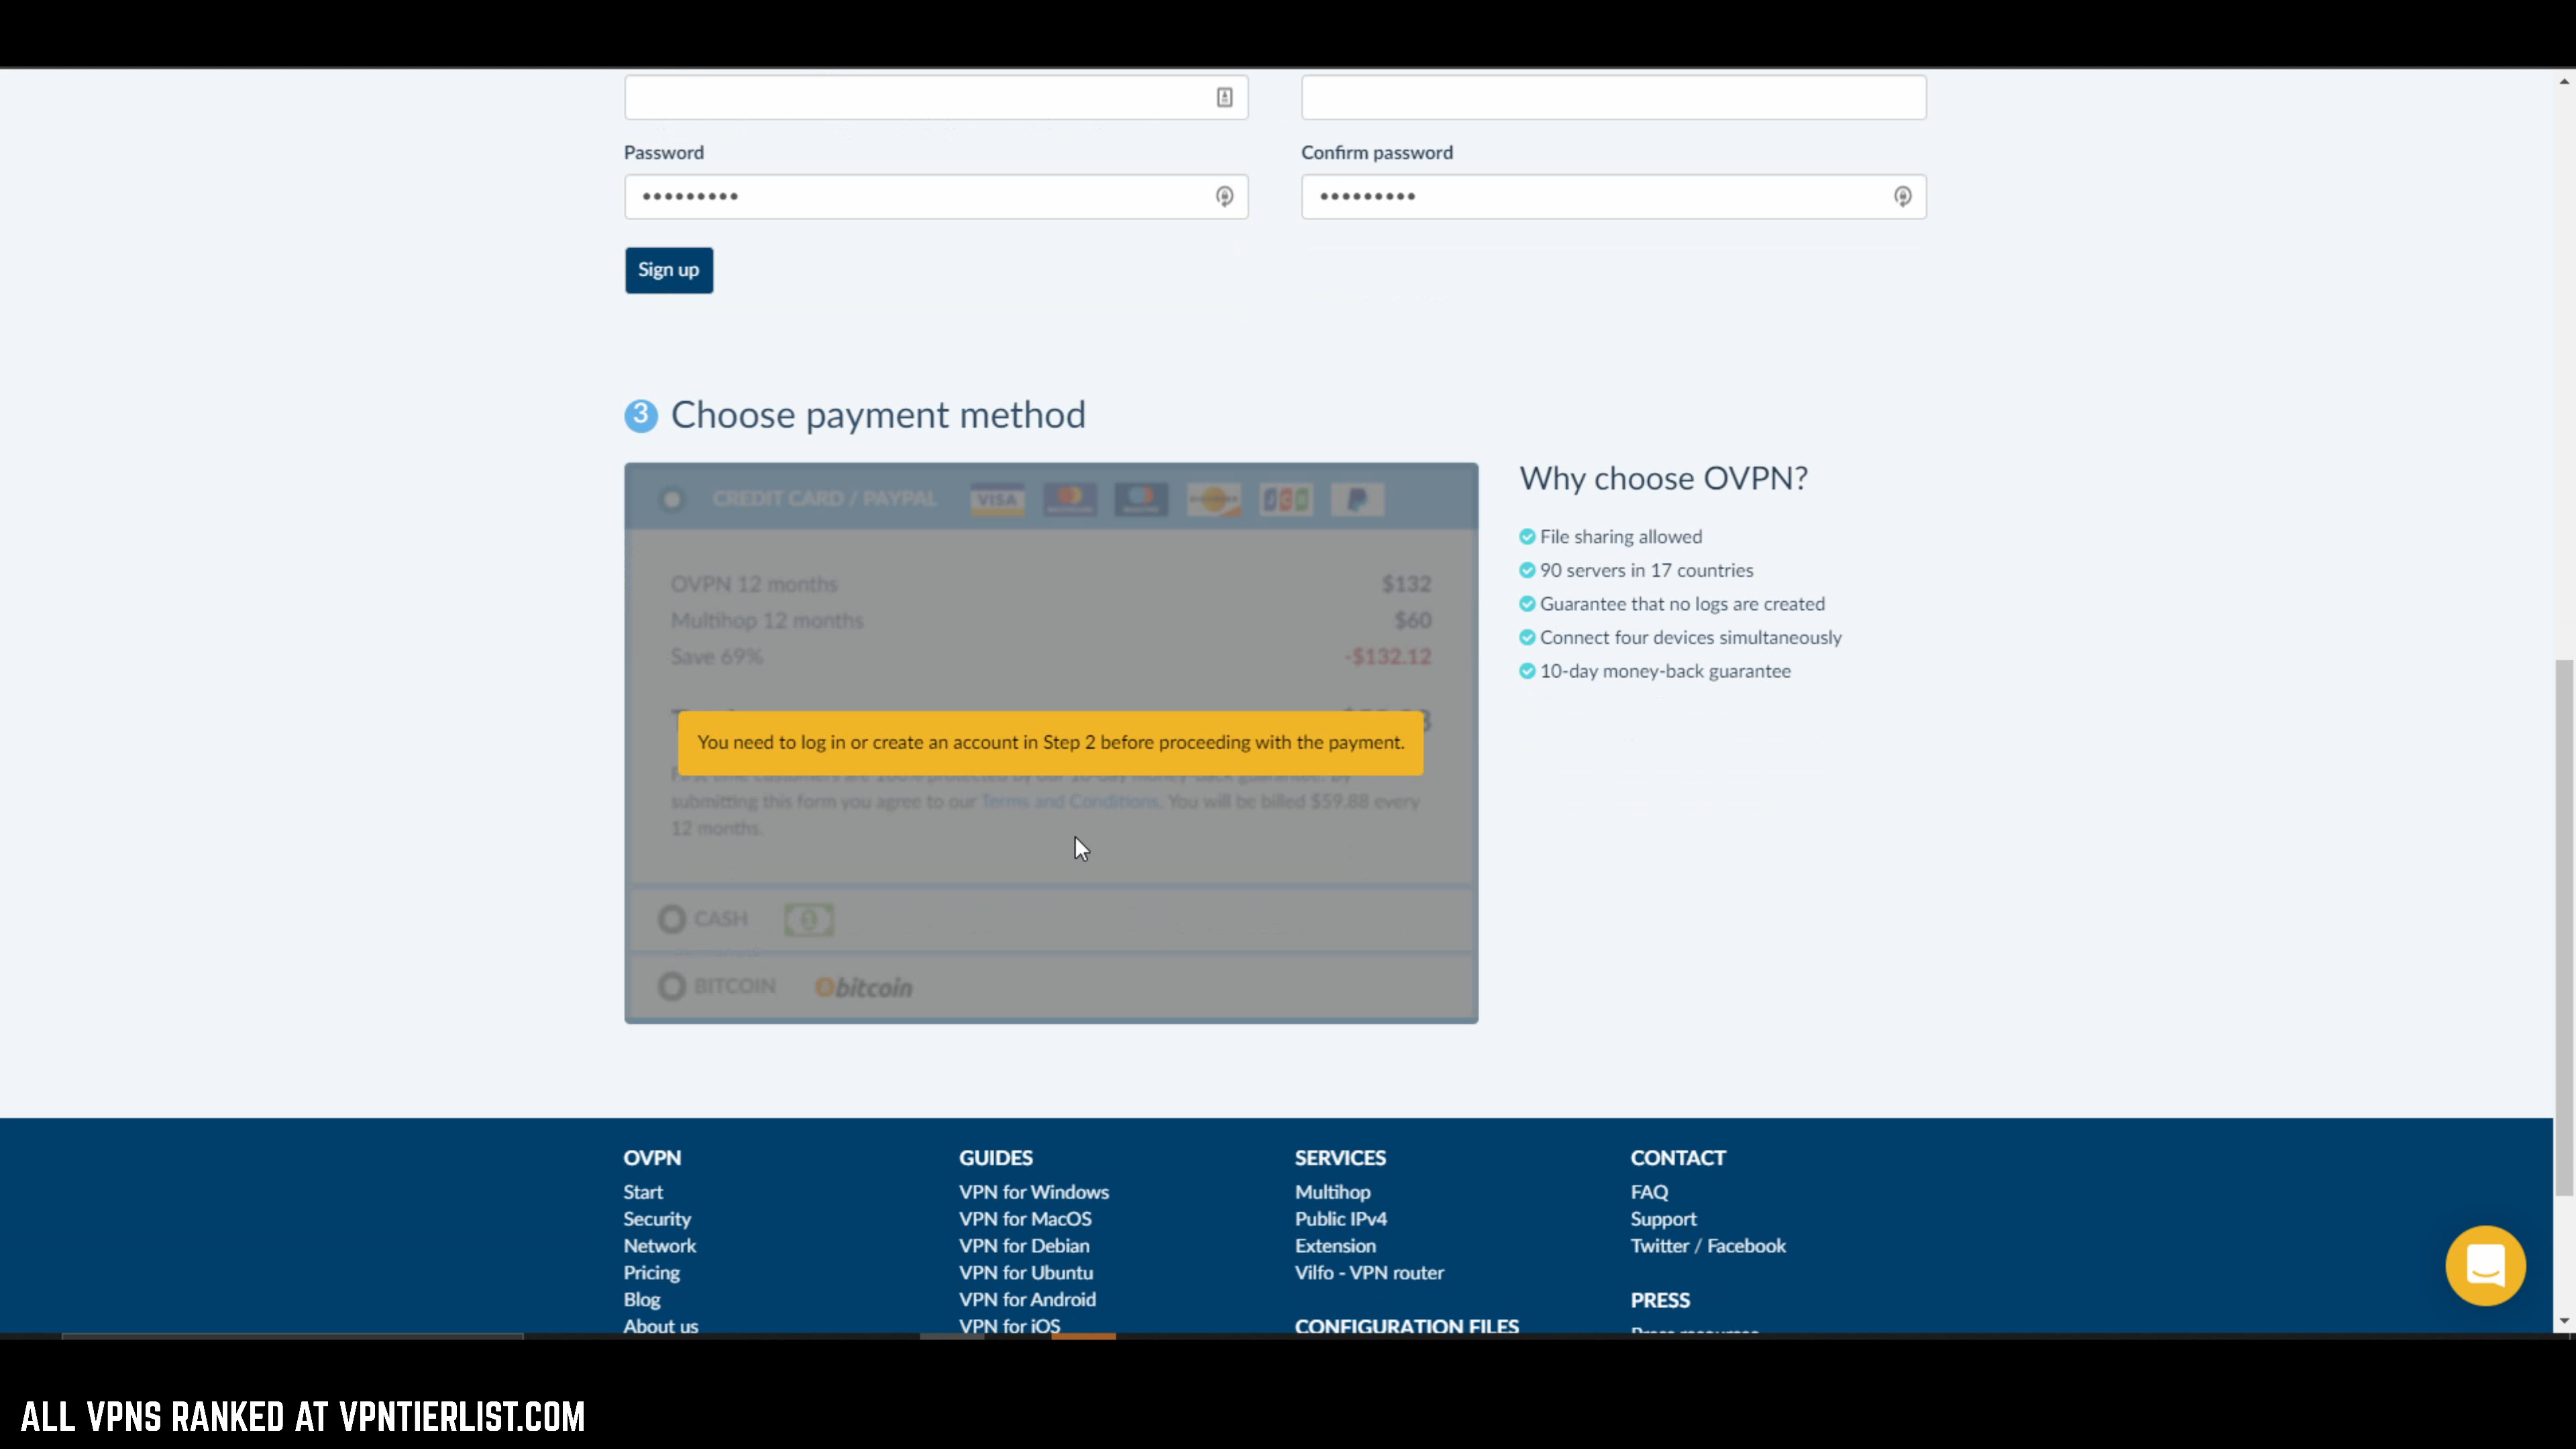 Password
Confirm password
Sign up
3 Choose payment method
CREDIT CARD / PAYPAL VISA
OVPN 12 months $132
Multihop 12 months $60
Save 69% -$132.12
You need to log in or create an account in Step 2 before proceeding with the payment.
submitting this form you agree to our Terms and Conditions. You will be billed $59.88 every
12 months.
CASH
BITCOIN bitcoin
Why choose OVPN?
File sharing allowed
90 servers in 17 countries
Guarantee that no logs are created
Connect four devices simultaneously
10-day money-back guarantee
OVPN
Start
Security
Network
Pricing
Blog
About us
GUIDES
VPN for Windows
VPN for MacOS
VPN for Debian
VPN for Ubuntu
VPN for Android
VPN for iOS
SERVICES
Multihop
Public IPv4
Extension
Vilfo - VPN router
CONFIGURATION FILES
CONTACT
FAQ
Support
Twitter / Facebook
PRESS
ALL VPNS RANKED AT VPNTIERLIST.COM